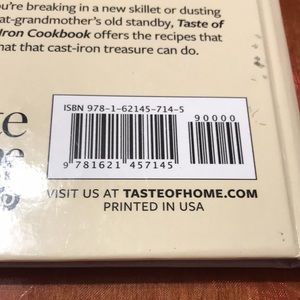 ou're breaking in a new skillet or dusting
at-grandmother's old standby, Taste of
Iron Cookbook offers the recipes that
hat that cast-iron treasure can do.
ISBN 978-1-62145-714-5
90000
9 781621 457145
VISIT US AT TASTEOFHOME.COM
PRINTED IN USA